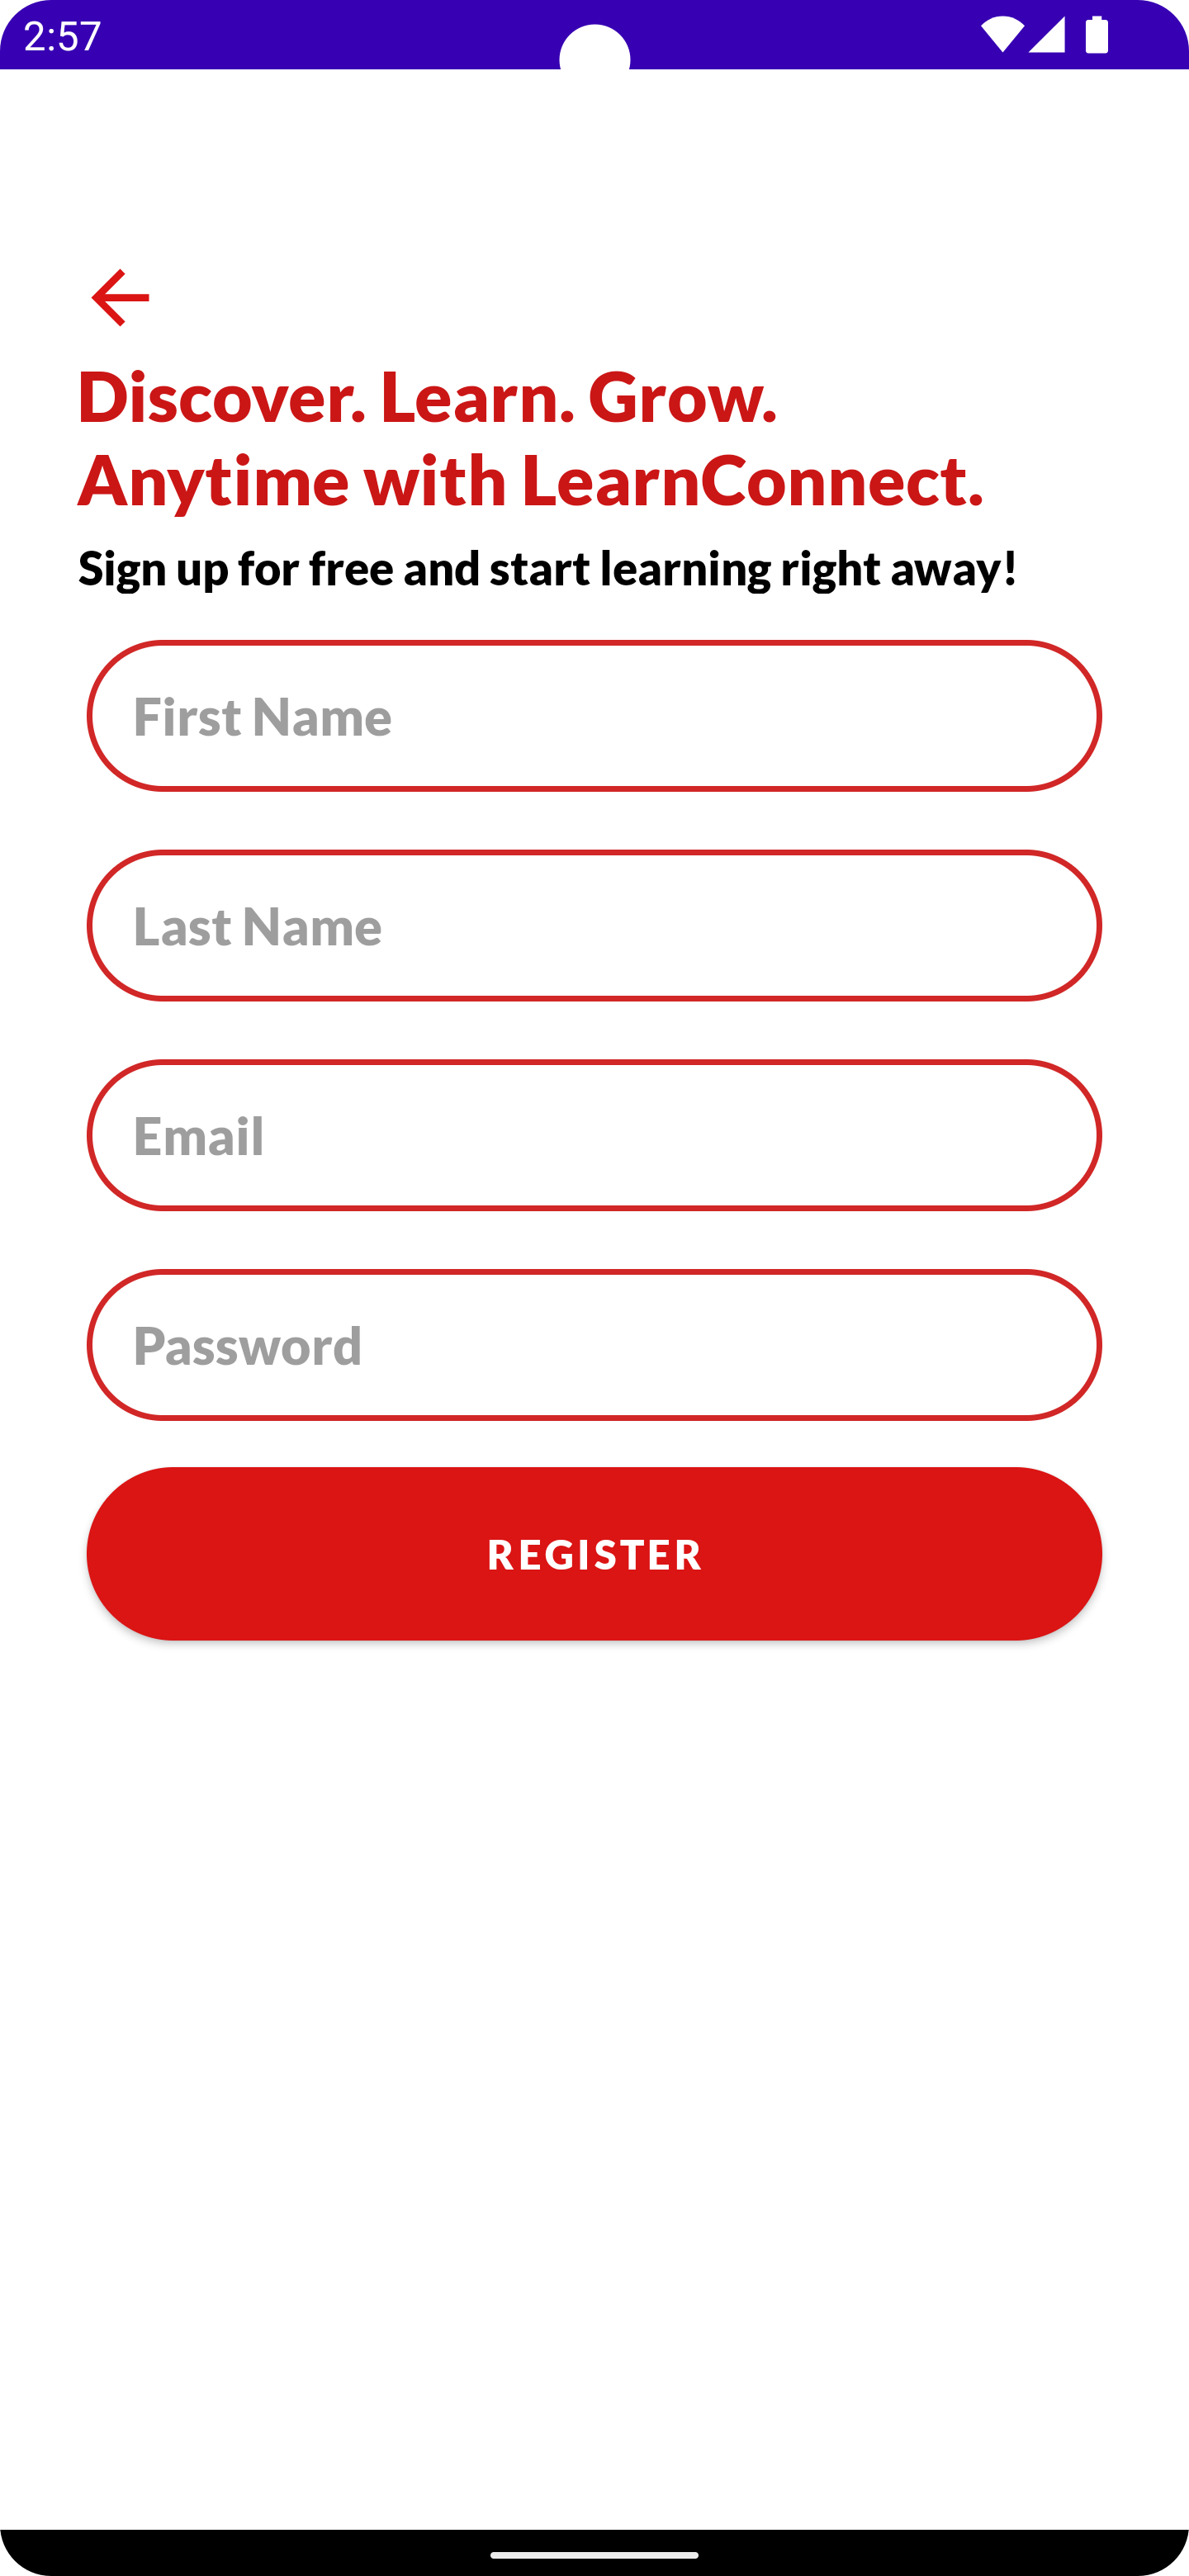 2:57
Discover. Learn. Grow.
Anytime with LearnConnect.
Sign up for free and start learning right away!
First Name
Last Name
Email
Password
REGISTER